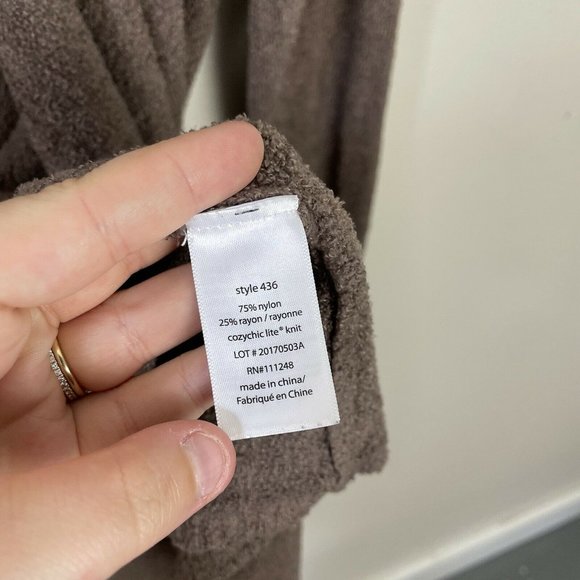 style 436
75% nylon
25% rayon / rayonne
cozychic lite® knit
LOT # 20170503A
RN#111248
made in china/
Fabriqué en Chine